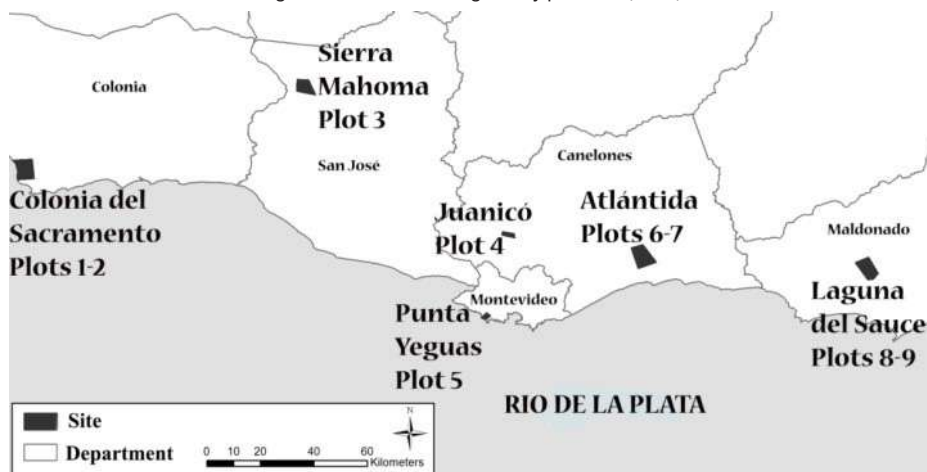 Sierra
Mahoma
Plot 3
Colonia
San José
Canelones
Colonia del
Sacramento
Plots 1-2
Juanicó
Plot 4
Atlántida
Plots 6-7
Maldonado
Montevideo
Laguna
del Sauce
Plots 8-9
Punta
Yeguas
Plot 5
RIO DE LA PLATA
Site
Department
N
0 10 20 40 60
Kilometers